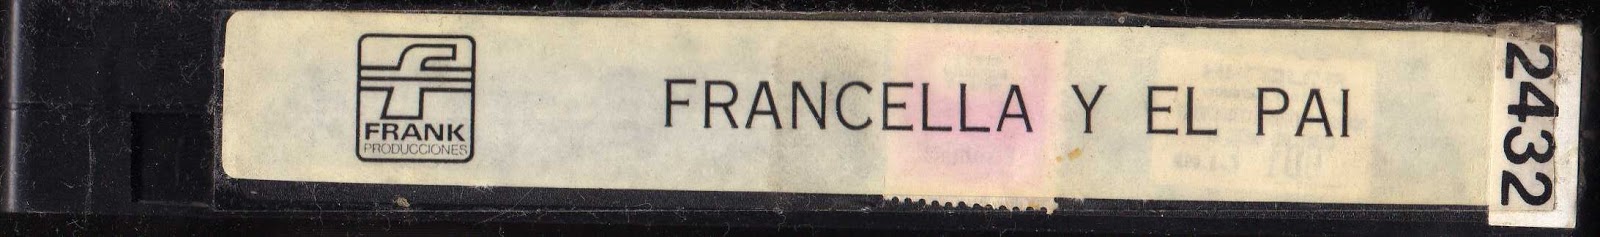 FRANK
PRODUCCIONES
FRANCELLA Y EL PAI
2432